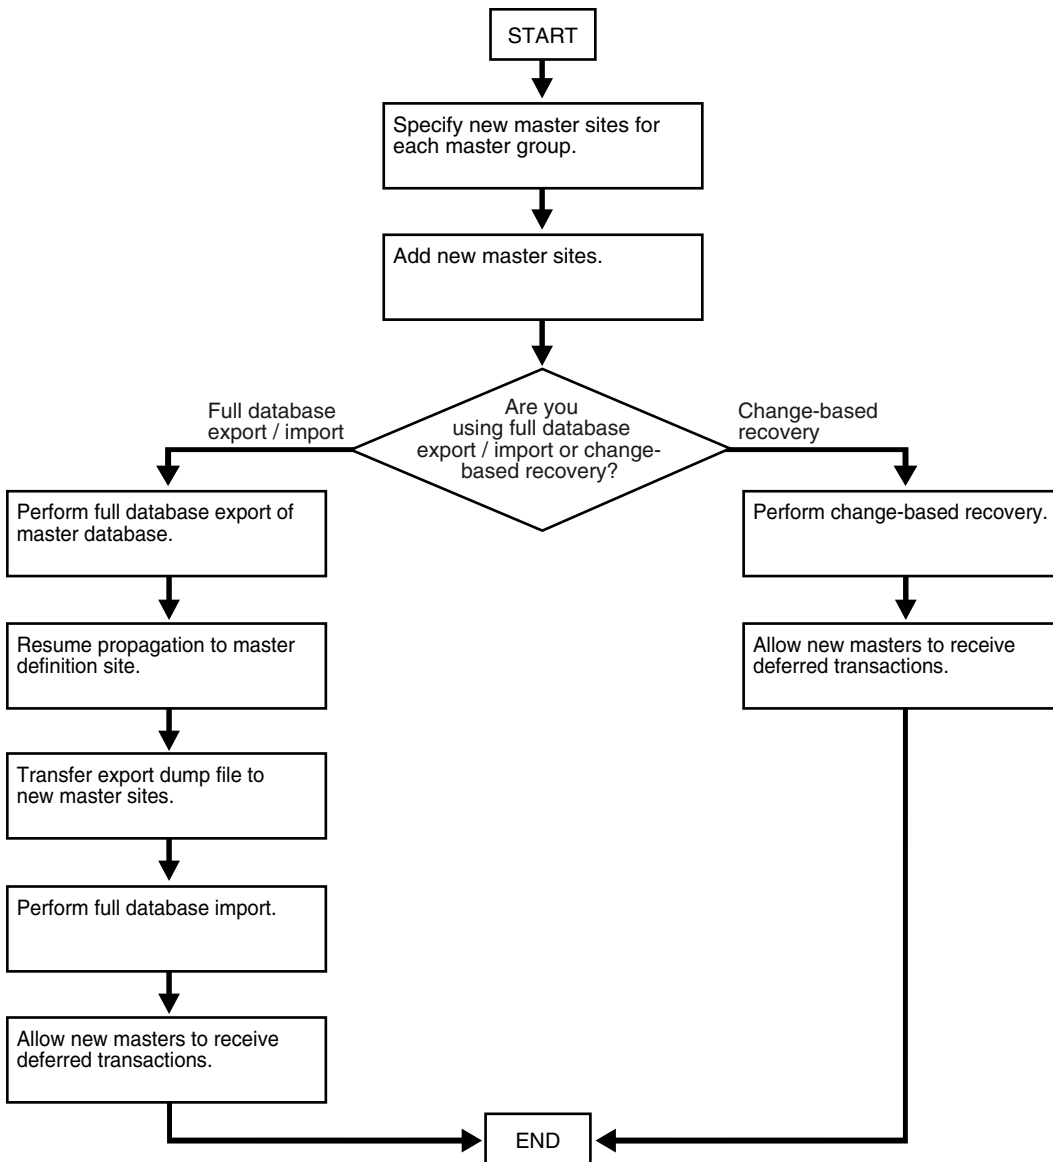 START
Specify new master sites for
each master group.
Add new master sites.
Full database
export / import
Are you
using full database
export / import or change-
based recovery?
Change-based
recovery
Perform full database export of
master database.
Perform change-based recovery.
Resume propagation to master
definition site.
Allow new masters to receive
deferred transactions.
Transfer export dump file to
new master sites.
Perform full database import.
Allow new masters to receive
deferred transactions.
END